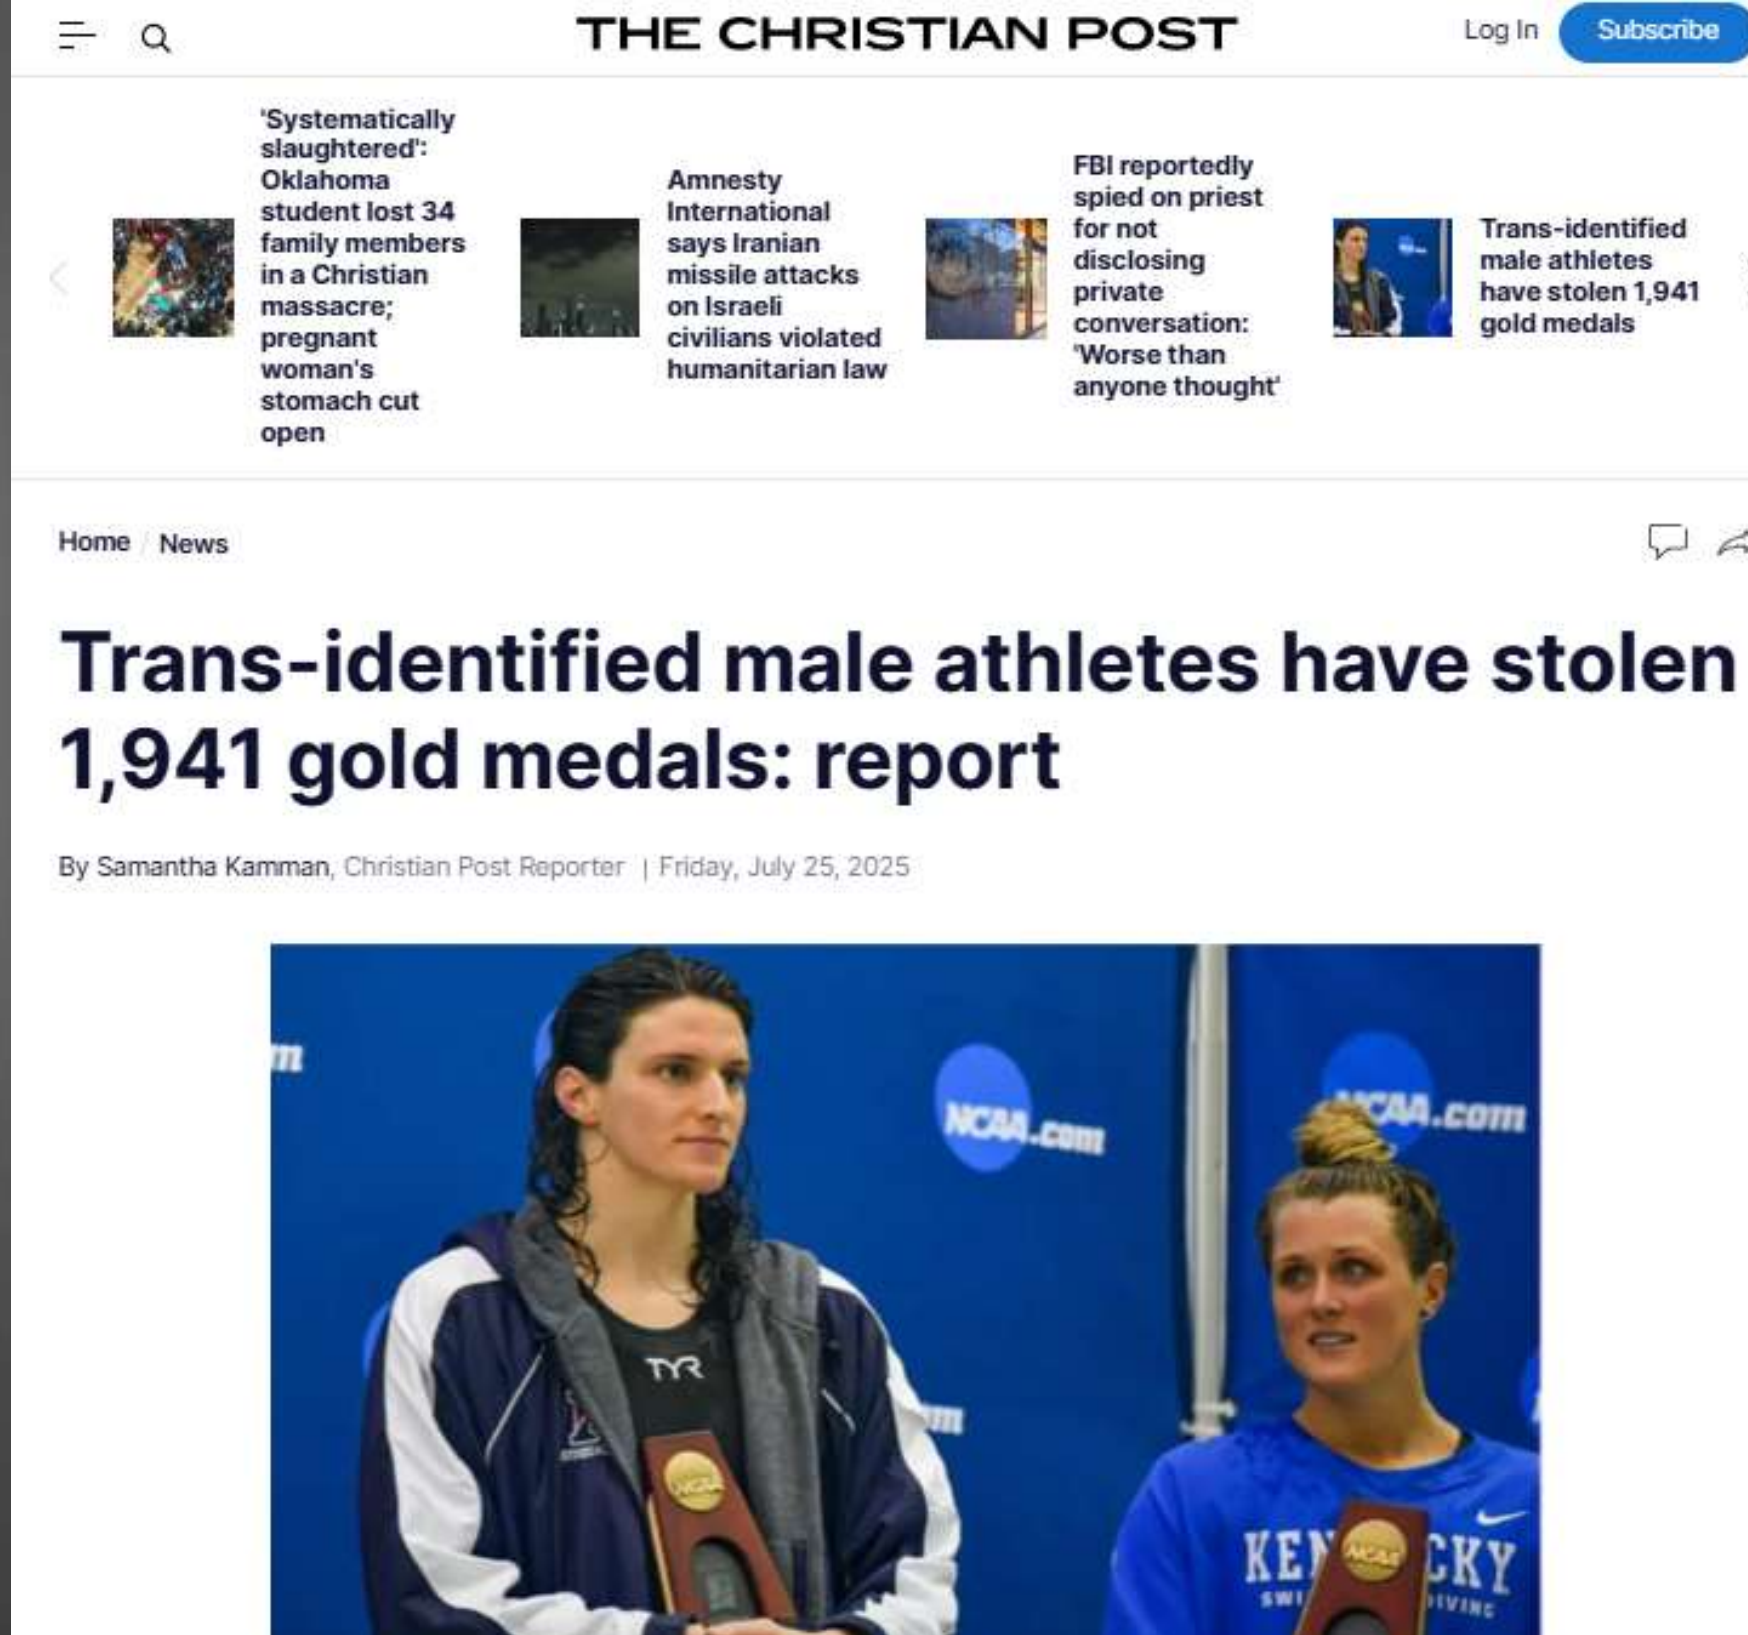 THE CHRISTIAN POST
Log In
Subscribe
'Systematically
slaughtered':
Oklahoma
student lost 34
family members
in a Christian
massacre;
pregnant
woman's
stomach cut
open
Amnesty
International
says Iranian
missile attacks
on Israeli
civilians violated
humanitarian law
FBI reportedly
spied on priest
for not
disclosing
private
conversation:
'Worse than
anyone thought'
Trans-identified
male athletes
have stolen 1,941
gold medals
Home / News
Trans-identified male athletes have stolen
1,941 gold medals: report
By Samantha Kamman, Christian Post Reporter | Friday, July 25, 2025
m
NCAA.com
NCAA.com
TYR
m
NCAA
KEN CKY
SWI IVING
NCAA